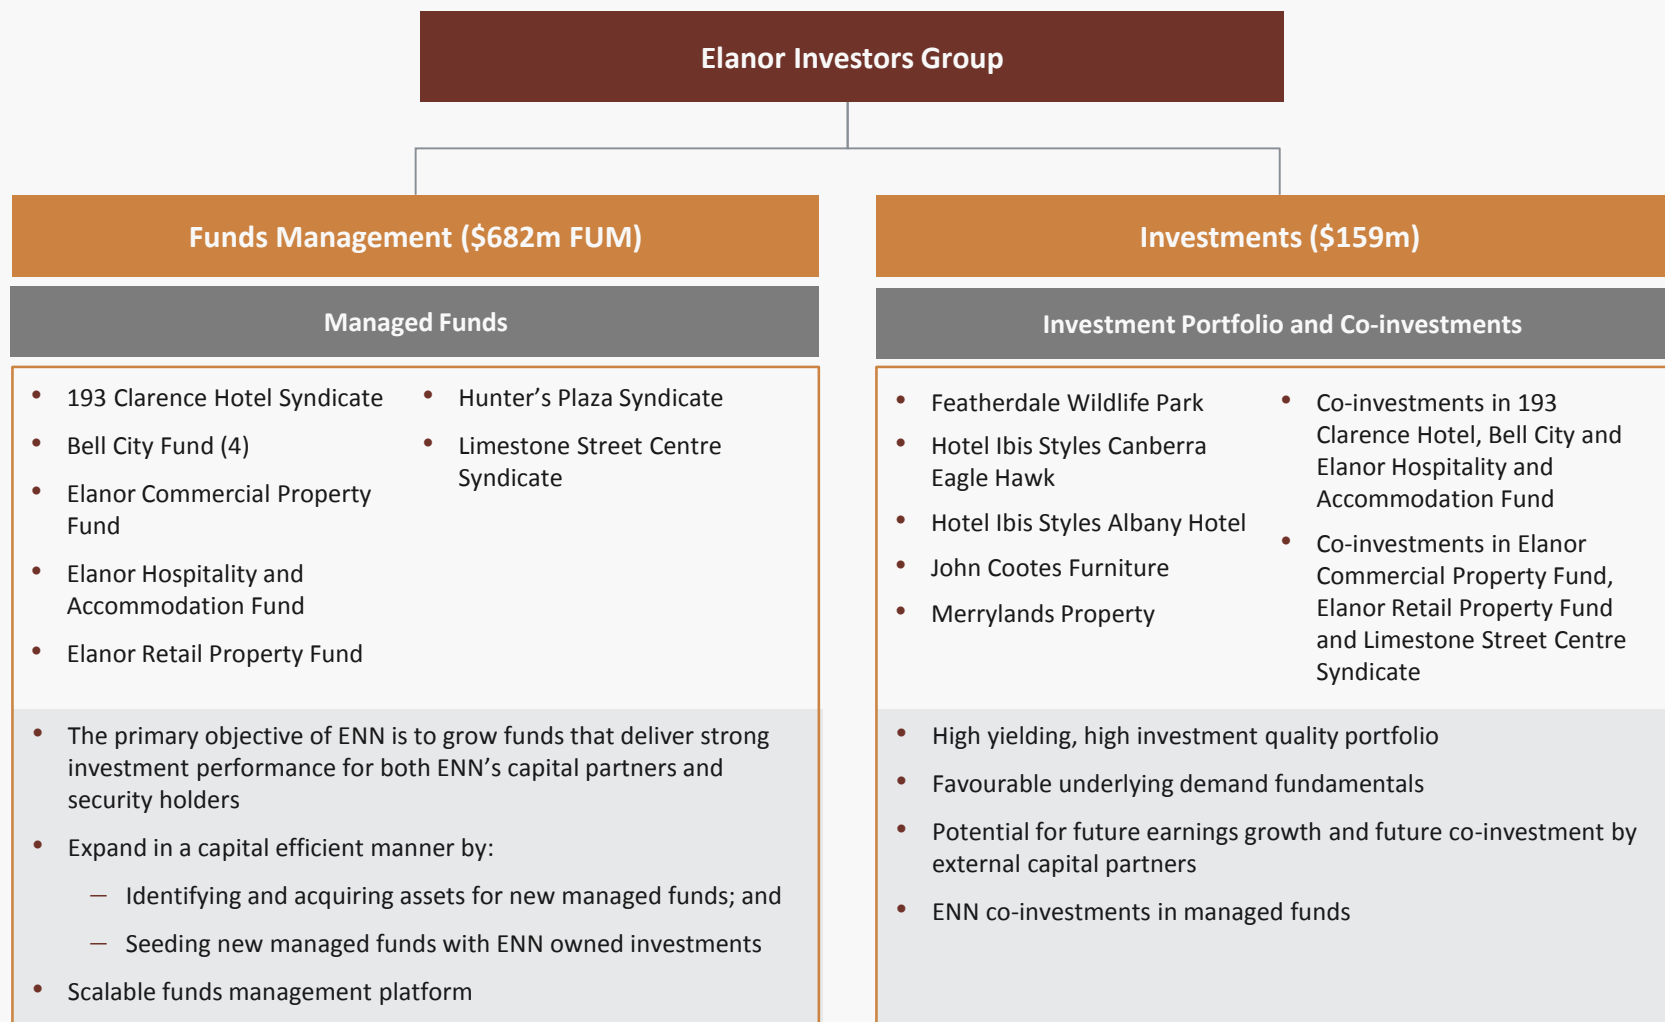 Elanor Investors Group
Funds Management ($682m FUM)
Managed Funds
• 193 Clarence Hotel Syndicate
• Bell City Fund (4)
• Elanor Commercial Property
Fund
• Elanor Hospitality and
Accommodation Fund
• Elanor Retail Property Fund
• Hunter’s Plaza Syndicate
• Limestone Street Centre
Syndicate
• The primary objective of ENN is to grow funds that deliver strong
investment performance for both ENN’s capital partners and
security holders
• Expand in a capital efficient manner by:
— Identifying and acquiring assets for new managed funds; and
— Seeding new managed funds with ENN owned investments
• Scalable funds management platform
Investments ($159m)
Investment Portfolio and Co-investments
• Featherdale Wildlife Park
• Hotel Ibis Styles Canberra
Eagle Hawk
• Hotel Ibis Styles Albany Hotel
• John Cootes Furniture
• Merrylands Property
• Co-investments in 193
Clarence Hotel, Bell City and
Elanor Hospitality and
Accommodation Fund
• Co-investments in Elanor
Commercial Property Fund,
Elanor Retail Property Fund
and Limestone Street Centre
Syndicate
• High yielding, high investment quality portfolio
• Favourable underlying demand fundamentals
• Potential for future earnings growth and future co-investment by
external capital partners
• ENN co-investments in managed funds